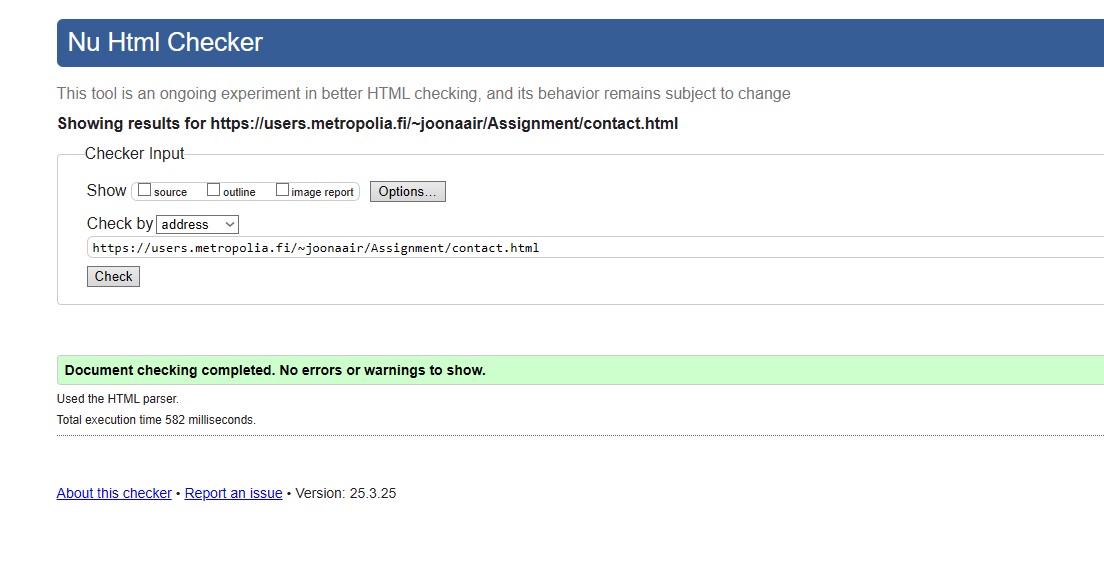 Nu Html Checker
This tool is an ongoing experiment in better HTML checking, and its behavior remains subject to change
Showing results for https://users.metropolia.fi/~joonaair/Assignment/contact.html
Checker Input
Show source outline image report Options...
Check by address
https://users.metropolia.fi/~joonaair/Assignment/contact.html
Check
Document checking completed. No errors or warnings to show.
Used the HTML parser.
Total execution time 582 milliseconds.
About this checker • Report an issue • Version: 25.3.25